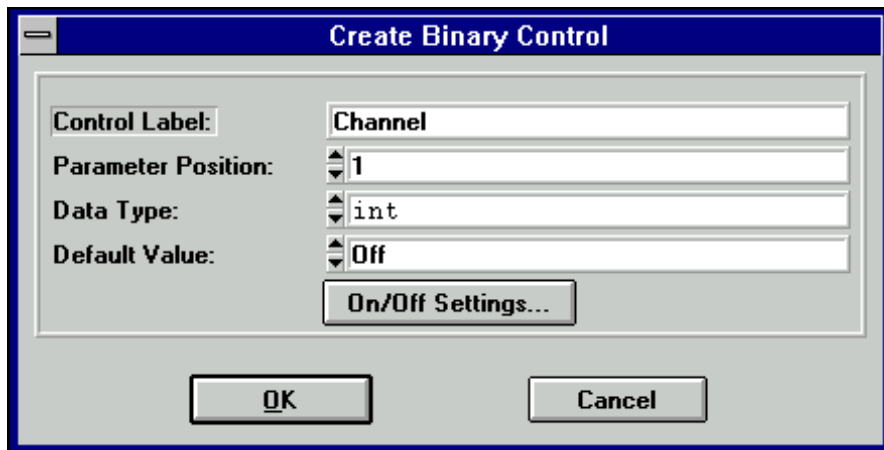 Create Binary Control
Control Label: Channel
Parameter Position: 1
Data Type: int
Default Value: Off
On/Off Settings...
OK Cancel